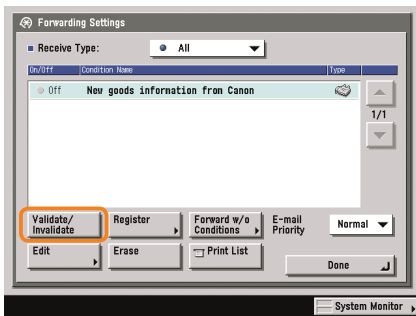 Forwarding Settings
Receive Type: All
On/Off Condition Name Type
Off New goods information from Canon
1/1
Validate/ Register Forward w/o E-mail Normal
Invalidate Conditions Priority
Edit Erase Print List
Done
System Monitor